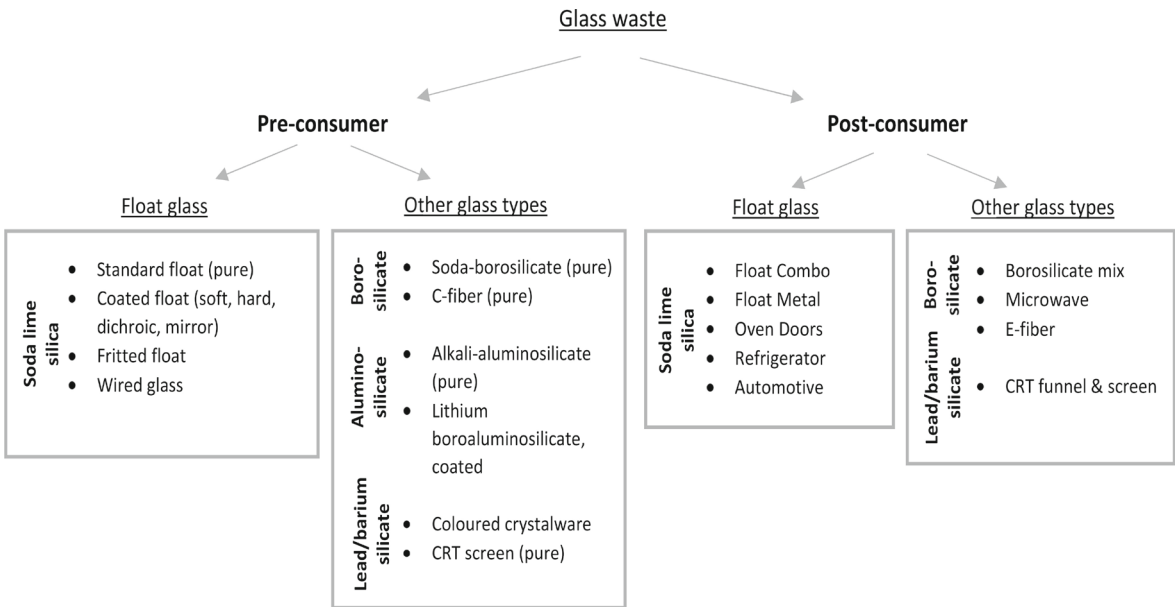 Glass waste
Pre-consumer
Post-consumer
Float glass
Other glass types
Float glass
Other glass types
Soda lime
silica
• Standard float (pure)
• Coated float (soft, hard,
dichroic, mirror)
• Fritted float
• Wired glass
Boro-
silicate
• Soda-borosilicate (pure)
• C-fiber (pure)
Alumino-
silicate
• Alkali-aluminosilicate
(pure)
• Lithium
boroaluminosilicate,
coated
Lead/barium
silicate
• Coloured crystalware
• CRT screen (pure)
Soda lime
silica
• Float Combo
• Float Metal
• Oven Doors
• Refrigerator
• Automotive
Boro-
silicate
• Borosilicate mix
• Microwave
• E-fiber
Lead/barium
silicate
• CRT funnel & screen